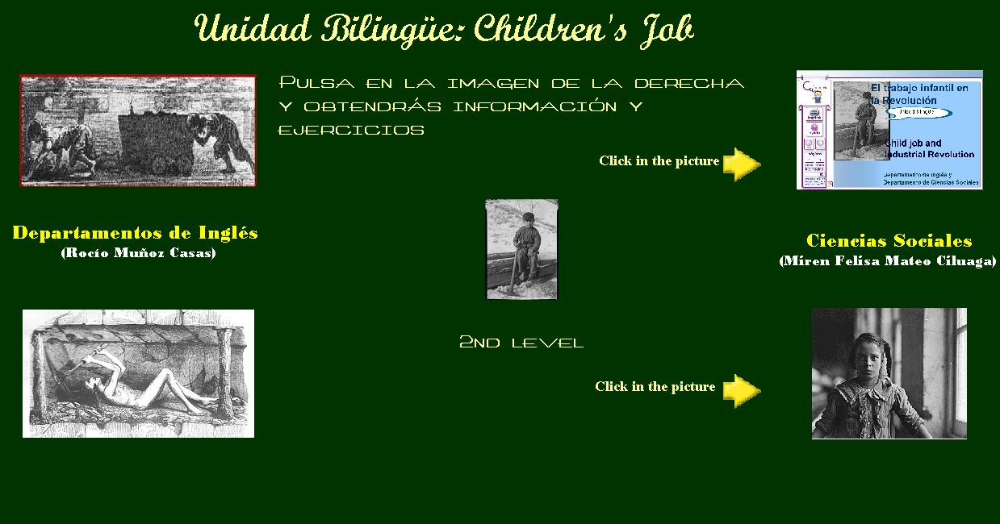 Unidad Bilingüe: Children's Job
Pulsa en la imagen de la derecha
y obtendrás información y
ejercicios
Click in the picture
El trabajo infantil en
la Revolución
Child job and
Industrial Revolution
Departamento de Inglés y
Departamento de Ciencias Sociales
Departamentos de Inglés
(Rocío Muñoz Casas)
Ciencias Sociales
(Miren Felisa Mateo Ciluaga)
2nd level
Click in the picture